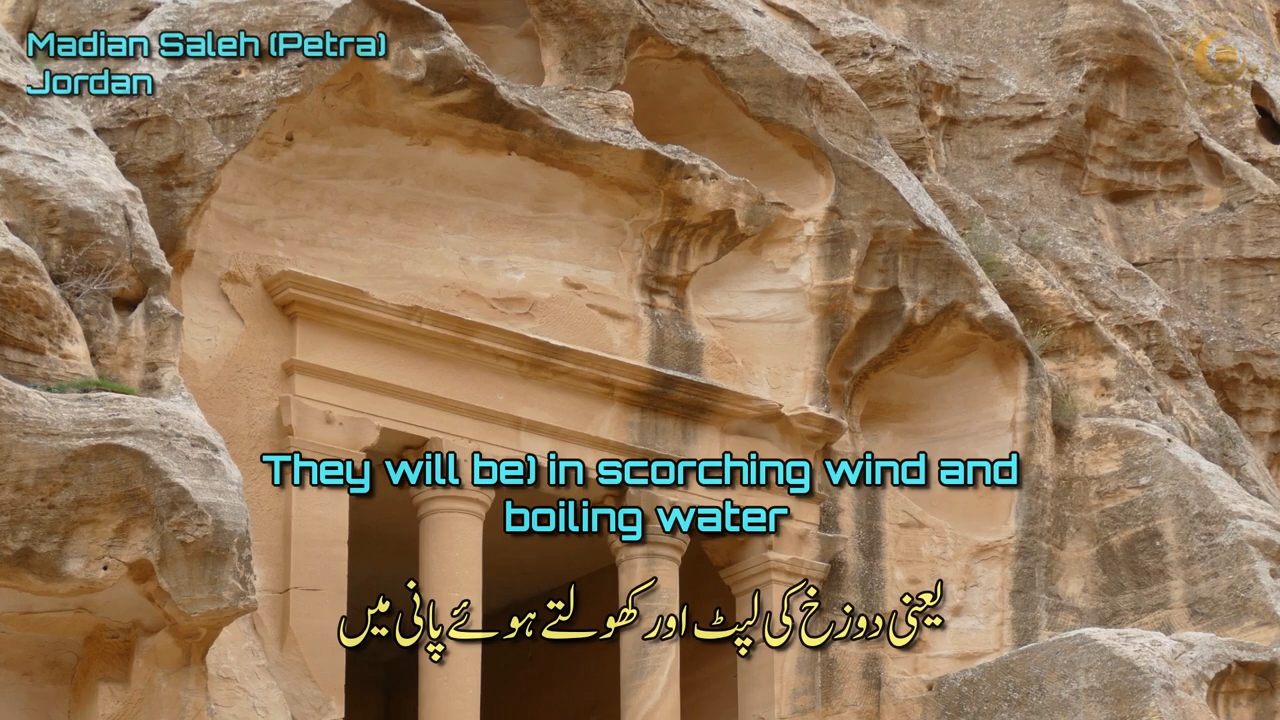 Madian Saleh (Petra)
Jordan
They will be) in scorching wind and
boiling water
یعنی دوزخ کی لپٹ اور کھولتے ہوئے پانی میں